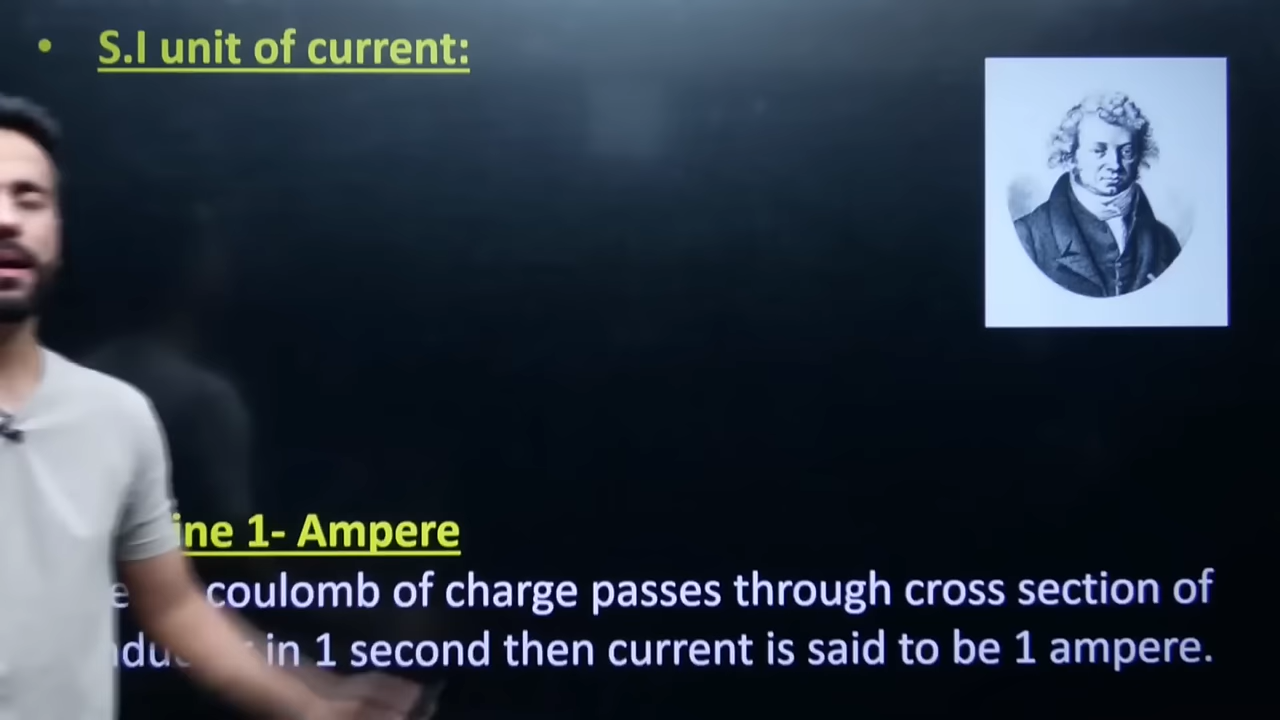 • S.I unit of current:
ine 1- Ampere
coulomb of charge passes through cross section of
in 1 second then current is said to be 1 ampere.